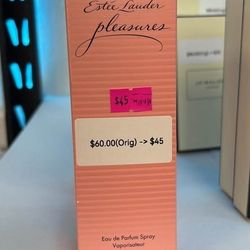 Estée Lauder
pleasures
$45
$60.00(Orig) -> $45
Eau de Parfum Spray
Vaporisateur